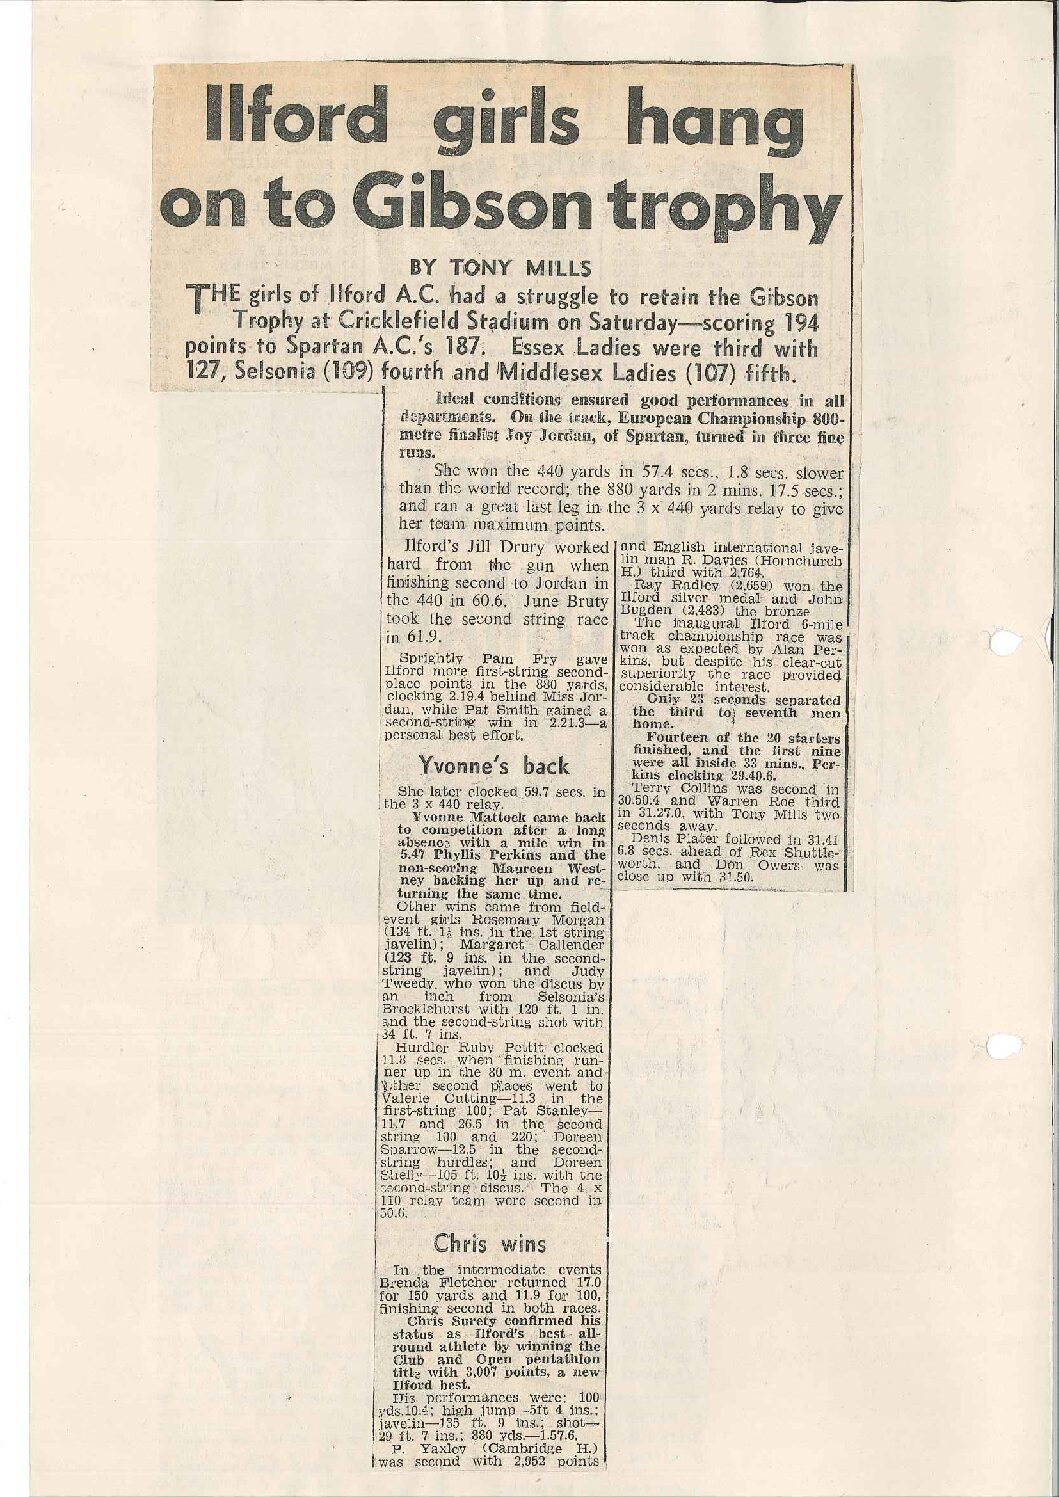 Ilford girls hang
on to Gibson trophy
BY TONY MILLS
THE girls of Ilford A.C. had a struggle to retain the Gibson
Trophy at Cricklefield Stadium on Saturday—scoring 194
points to Spartan A.C.'s 187. Essex Ladies were third with
127, Selsonia (109) fourth and Middlesex Ladies (107) fifth.
Ideal conditions ensured good performances in all
departments. On the track, European Championship 800-
metre finalist Joy Jordan, of Spartan, turned in three fine
runs.
She won the 440 yards in 57.4 secs., 1.8 secs. slower
than the world record; the 880 yards in 2 mins. 17.5 secs.;
and ran a great last leg in the 3 x 440 yards relay to give
her team maximum points.
Ilford's Jill Drury worked
hard from the gun when
finishing second to Jordan in
the 440 in 60.6. June Bruty
took the second string race
in 61.9.
Sprightly Pam Fry gave
Ilford more first-string second-
place points in the 880 yards,
clocking 2.19.4 behind Miss Jor-
dan, while Pat Smith gained a
second-string win in 2.21.3—a
personal best effort.
Yvonne's back
She later clocked 59.7 secs. in
the 3 x 440 relay.
Yvonne Mattock came back
to competition after a long
absence with a mile win in
5.47 Phyllis Perkins and the
non-scoring Maureen West-
ney backing her up and re-
turning the same time.
Other wins came from field-
event girls Rosemary Morgan
(134 ft. ins. in the 1st string
javelin); Margaret Callender
(123 ft. 9 ins. in the second-
string javelin); and Judy
Tweedy, who won the discus by
an inch from Selsonia's
Brocklehurst with 120 ft. 1 in.
and the second-string shot with
34 ft. 7 ins.
Hurdler Ruby Pettit clocked
11.8 secs. when finishing run-
ner up in the 80 m. event and
other second places went to
Valerie Cutting—11.3 in the
first-string 100; Pat Stanley—
11.7 and 26.5 in the second
string 100 and 220; Doreen
Sparrow—12.5 in the second-
string hurdles; and Doreen
Shelly—105 ft. 10½ ins. with the
second-string discus. The 4 x
110 relay team were second in
50.6.
Chris wins
In the intermediate events
Brenda Fletcher returned 17.0
for 150 yards and 11.9 for 100,
finishing second in both races.
Chris Surety confirmed his
status as Ilford's best all-
round athlete by winning the
Club and Open pentathlon
title with 3,007 points, a new
Ilford best.
His performances were: 100
yds.10.4; high jump—5ft 4 ins.;
javelin—135 ft. 9 ins.; shot—
29 ft. 7 ins.; 880 yds.—1.57.6.
P. Yaxley (Cambridge H.)
was second with 2,952 points
and English international jave-
lin man R. Davies (Hornchurch
H.) third with 2,764.
Ray Radley (2,659) won the
Ilford silver medal and John
Bugden (2,483) the bronze
The inaugural Ilford 6-mile
track championship race was
won as expected by Alan Per-
kins, but despite his clear-cut
superiority the race provided
considerable interest.
Only 23 seconds separated
the third to seventh men
home.
Fourteen of the 20 starters
finished, and the first nine
were all inside 33 mins., Per-
kins clocking 29.40.6.
Terry Collins was second in
30.50.4 and Warren Roe third
in 31.27.0, with Tony Mills two
seconds away.
Denis Plater followed in 31.41
6.8 secs. ahead of Rex Shuttle-
worth, and Don Owers was
close up with 31.50.